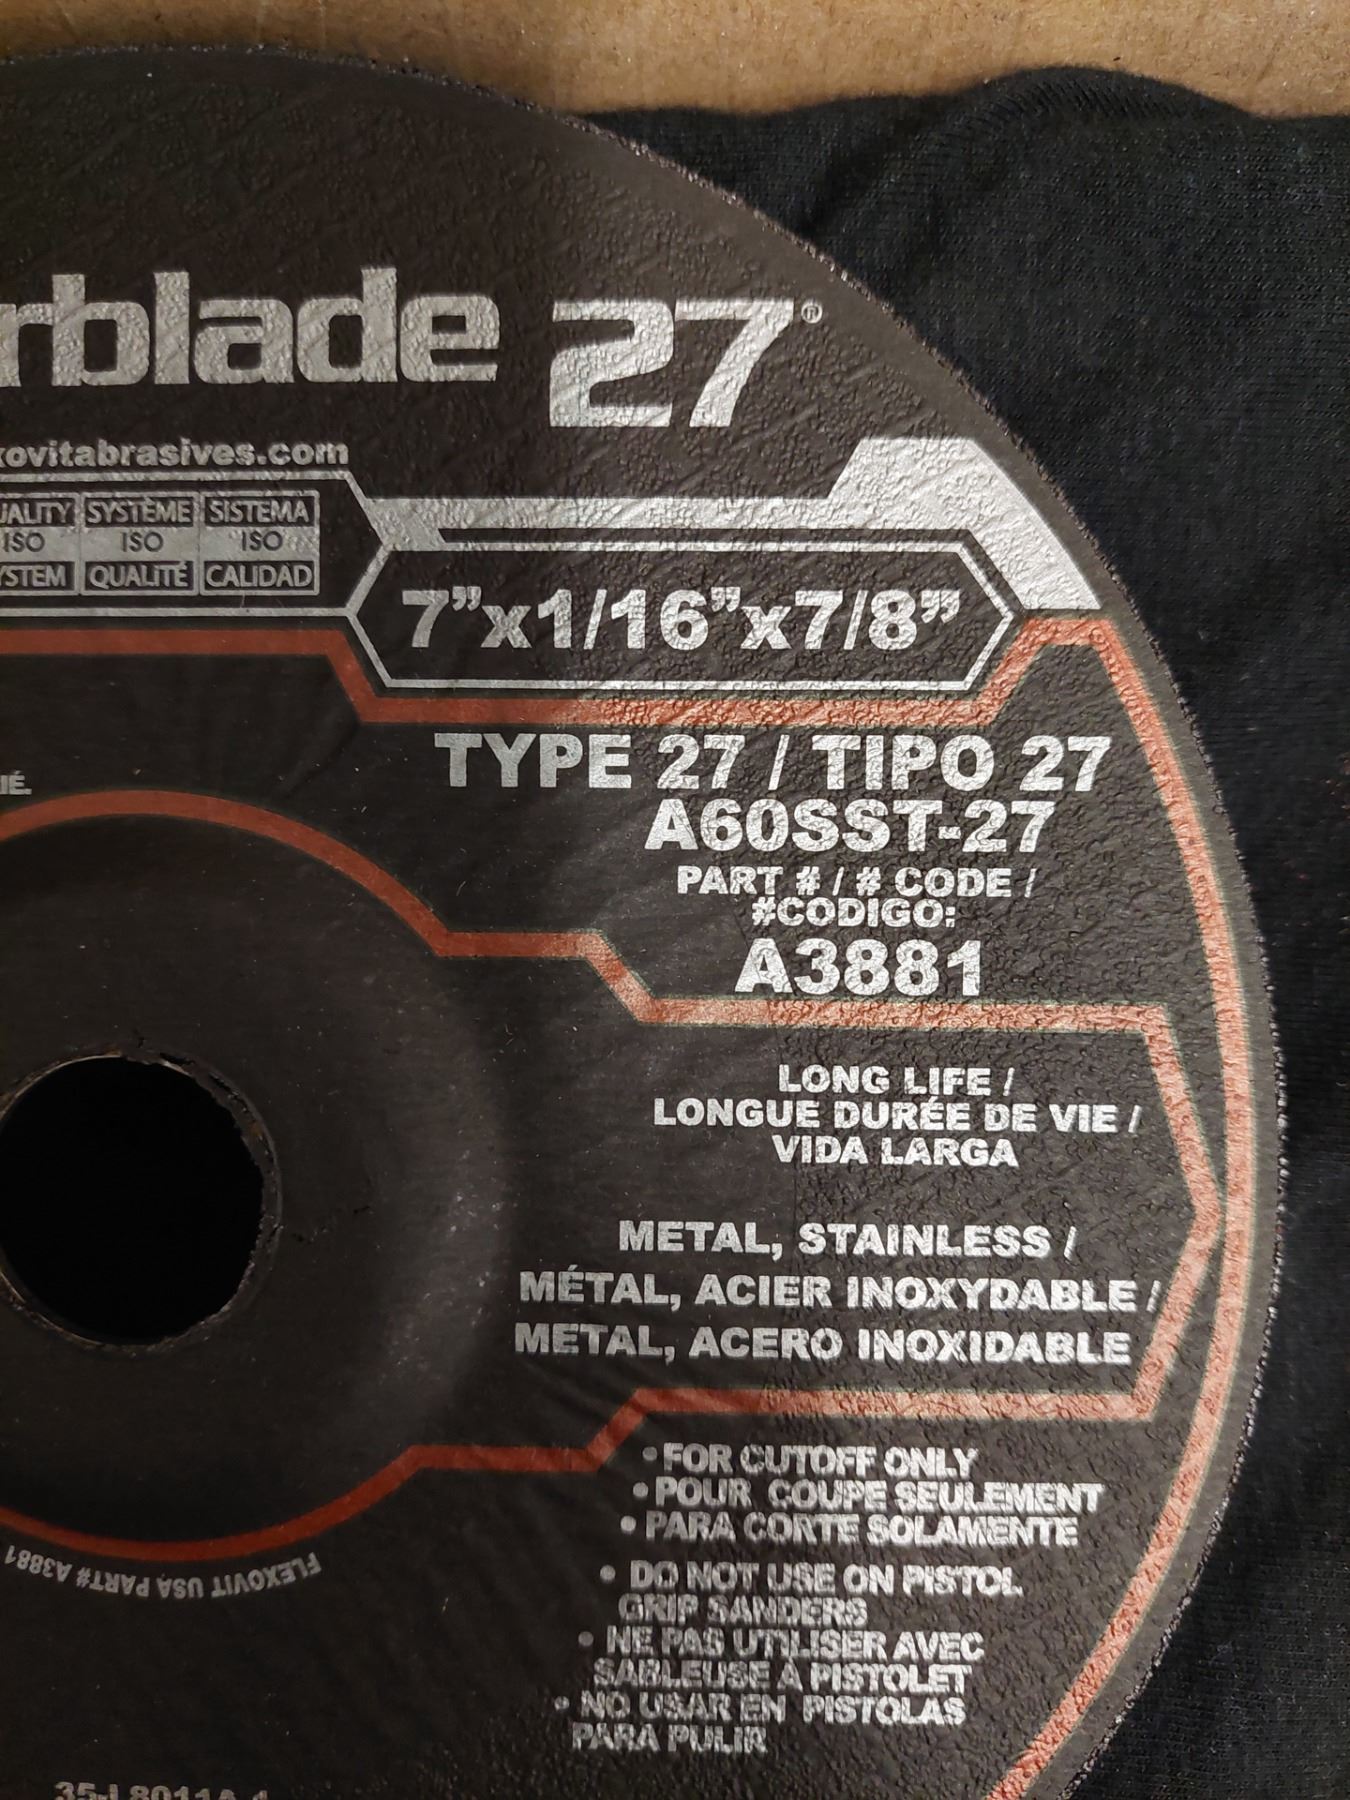 rblade 27®
xovitabrasives.com
UALITY SYSTÈME SISTEMA
ISO ISO ISO
YSTEM QUALITÉ CALIDAD
7”x1/16”x7/8”
TYPE 27 / TIPO 27
A60SST-27
IÉ.
PART # / # CODE /
#CODIGO:
A3881
LONG LIFE /
LONGUE DURÉE DE VIE /
VIDA LARGA
METAL, STAINLESS /
MÉTAL, ACIER INOXYDABLE /
METAL, ACERO INOXIDABLE
• FOR CUTOFF ONLY
• POUR COUPE SEULEMENT
• PARA CORTE SOLAMENTE
• DO NOT USE ON PISTOL
GRIP SANDERS
• NE PAS UTILISER AVEC
SABLEUSE A PISTOLET
• NO USAR EN PISTOLAS
PARA PULIR
FLEXOVIT USA PART# A3881